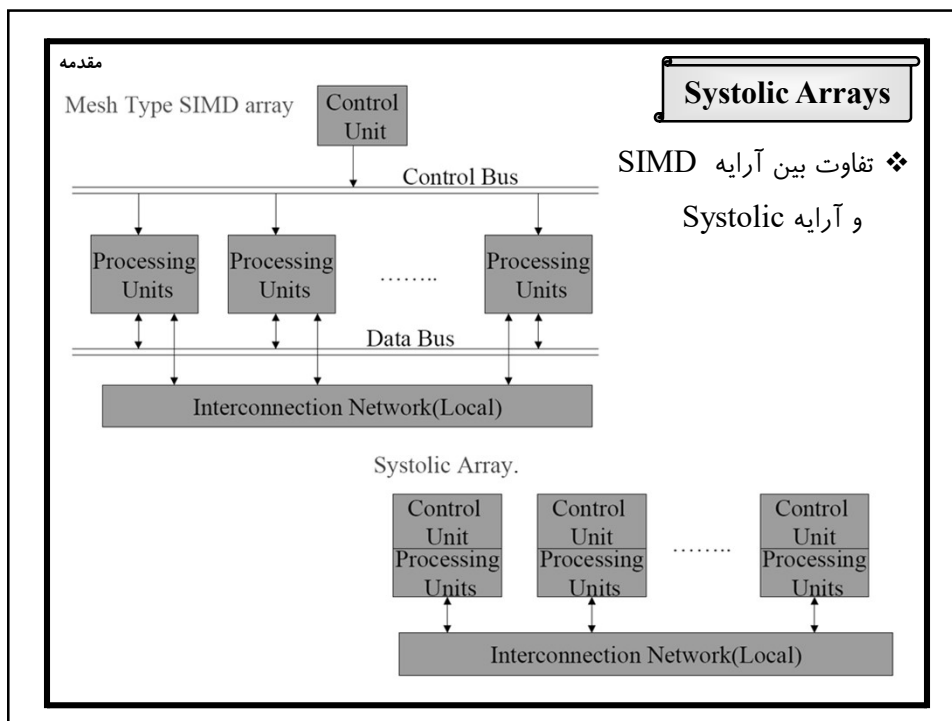 مقدمه
Systolic Arrays
❖ تفاوت بین آرایه SIMD
و آرایه Systolic
Mesh Type SIMD array
Control
Unit
Control Bus
Processing
Units
Processing
Units
........
Processing
Units
Data Bus
Interconnection Network(Local)
Systolic Array.
Control
Unit
Processing
Units
Control
Unit
Processing
Units
........
Control
Unit
Processing
Units
Interconnection Network(Local)